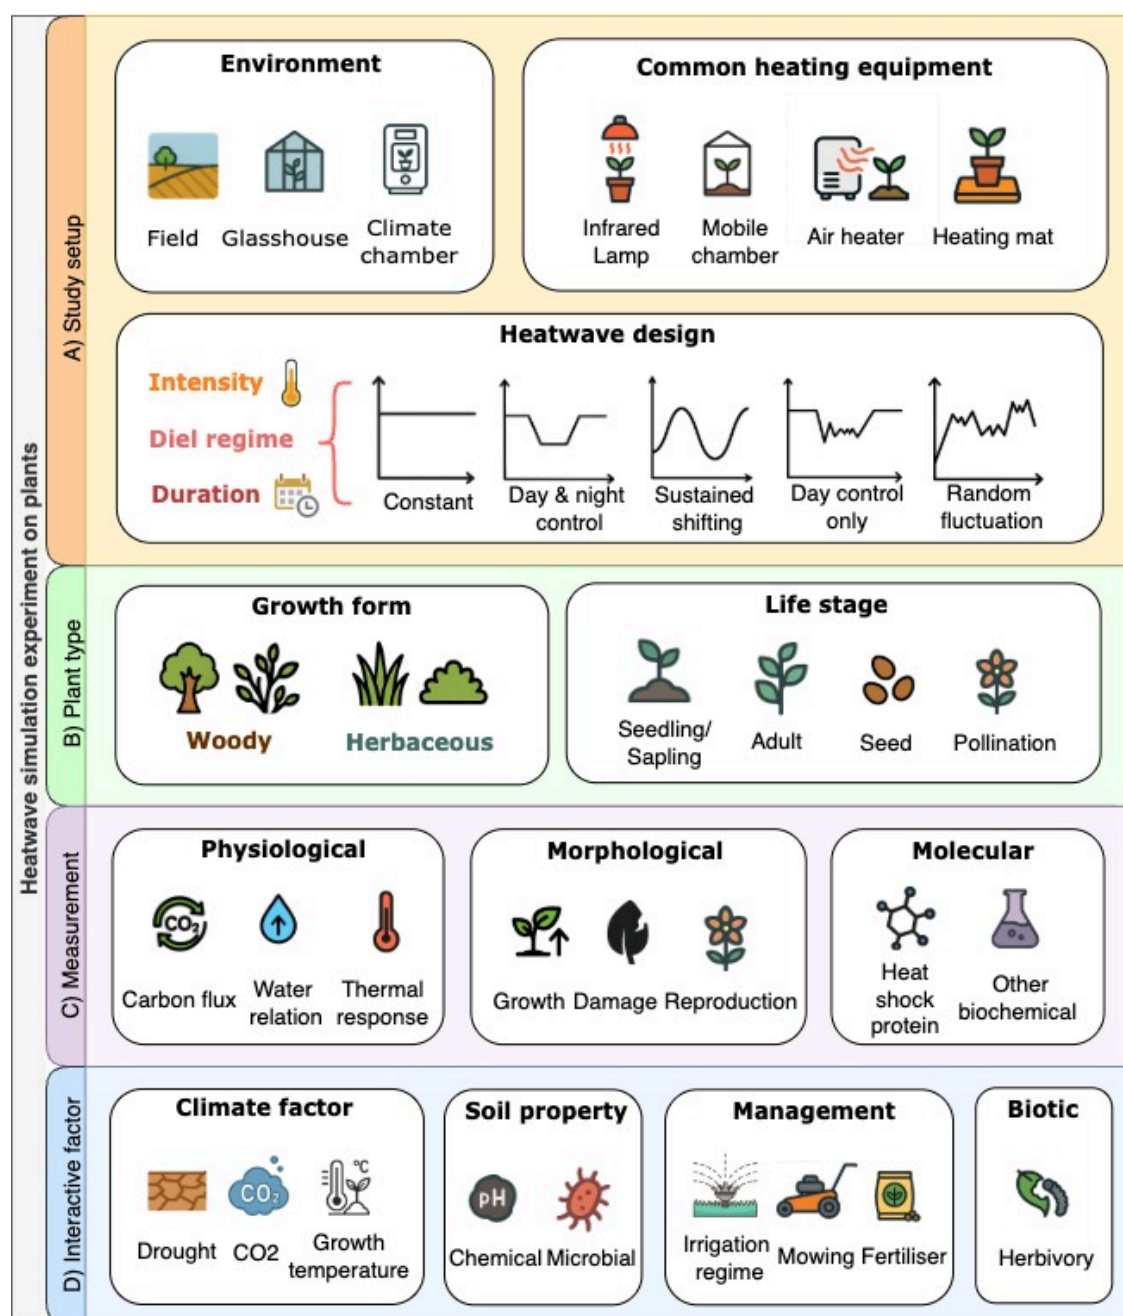 Heatwave simulation experiment on plants
A) Study setup
Environment
Field
Glasshouse
Climate
chamber
Common heating equipment
Infrared
Lamp
Mobile
chamber
Air heater
Heating mat
Heatwave design
Intensity
Diel regime
Duration
Constant
Day & night
control
Sustained
shifting
Day control
only
Random
fluctuation
B) Plant type
Growth form
Woody
Herbaceous
Life stage
Seedling/
Sapling
Adult
Seed
Pollination
C) Measurement
Physiological
CO₂
Carbon flux
Water
relation
Thermal
response
Morphological
Growth
Damage
Reproduction
Molecular
Heat
shock
protein
Other
biochemical
D) Interactive factor
Climate factor
Drought
CO₂
CO2
°C
Growth
temperature
Soil property
pH
Chemical
Microbial
Management
Irrigation
regime
Mowing
Fertiliser
Biotic
Herbivory